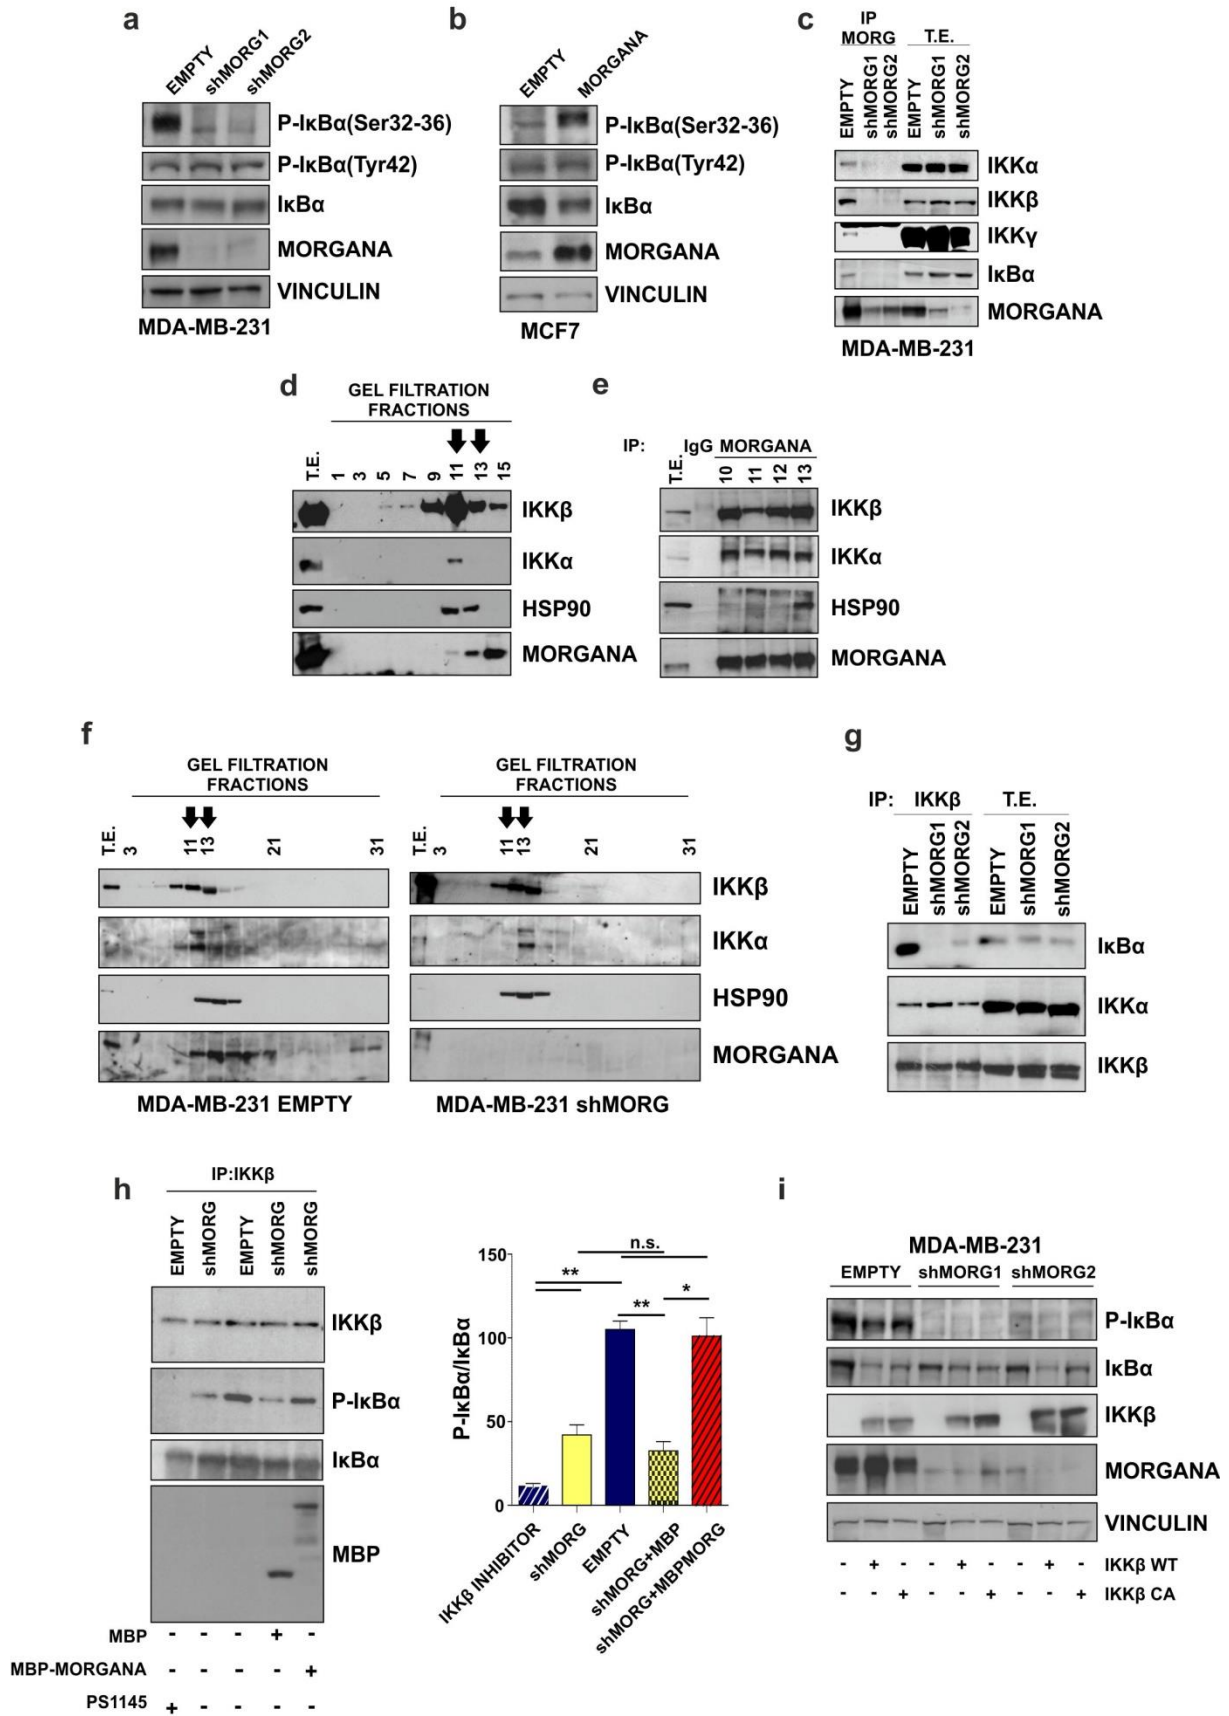 a
EMPTY
shMORG1
shMORG2
P-IκBα(Ser32-36)
P-IκBα(Tyr42)
IκBα
MORGANA
VINCULIN
MDA-MB-231
b
EMPTY
MORGANA
P-IκBα(Ser32-36)
P-IκBα(Tyr42)
IκBα
MORGANA
VINCULIN
MCF7
c
IP
MORG
T.E.
EMPTY
shMORG1
shMORG2
EMPTY
shMORG1
shMORG2
IKKα
IKKβ
IKKγ
IκBα
MORGANA
MDA-MB-231
d
GEL FILTRATION
FRACTIONS
T.E. 1 3 5 7 9 11 13 15
IKKβ
IKKα
HSP90
MORGANA
e
IP: IgG MORGANA
T.E. 10 11 12 13
IKKβ
IKKα
HSP90
MORGANA
f
GEL FILTRATION
FRACTIONS
T.E. 3 11 13 21 31
MDA-MB-231 EMPTY
GEL FILTRATION
FRACTIONS
T.E. 3 11 13 21 31
IKKβ
IKKα
HSP90
MORGANA
MDA-MB-231 shMORG
g
IP: IKKβ T.E.
EMPTY
shMORG1
shMORG2
EMPTY
shMORG1
shMORG2
IκBα
IKKα
IKKβ
h
IP:IKKβ
EMPTY
shMORG
EMPTY
shMORG
shMORG
IKKβ
P-IκBα
IκBα
MBP
MBP - - - + -
MBP-MORGANA - - - - +
PS1145 + - - - -
P-IκBα/IκBα
150
100
50
0
n.s.
**
**
*
IKKβ INHIBITOR
shMORG
EMPTY
shMORG+MBP
shMORG+MBPMORG
i
MDA-MB-231
EMPTY shMORG1 shMORG2
P-IκBα
IκBα
IKKβ
MORGANA
VINCULIN
- + - - + - - + - IKKβ WT
- - + - - + - - + IKKβ CA